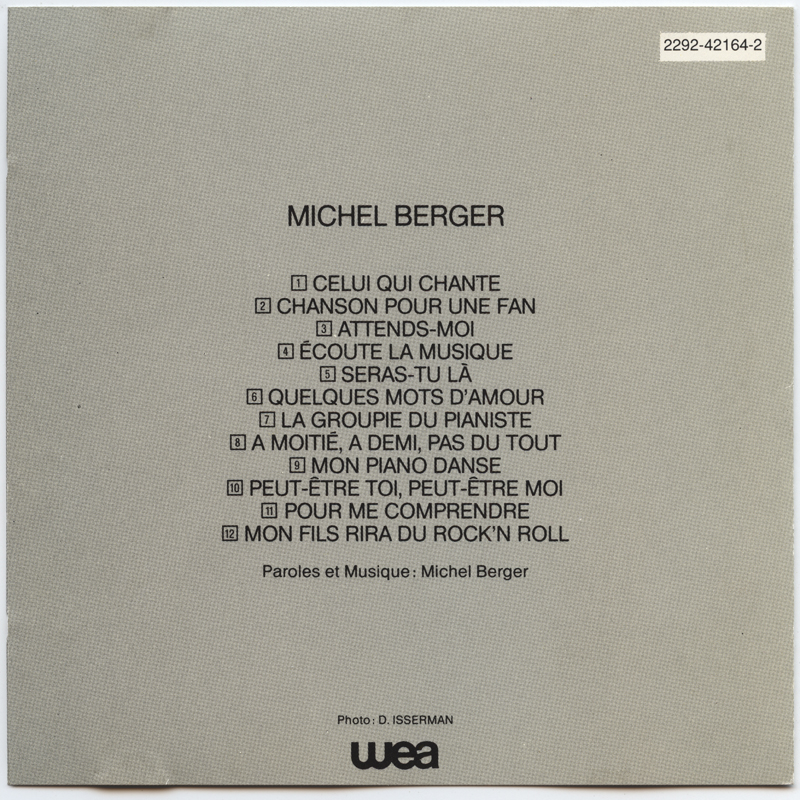 2292-42164-2
MICHEL BERGER
1 CELUI QUI CHANTE
2 CHANSON POUR UNE FAN
3 ATTENDS-MOI
4 ÉCOUTE LA MUSIQUE
5 SERAS-TU LÀ
6 QUELQUES MOTS D'AMOUR
7 LA GROUPIE DU PIANISTE
8 A MOITIÉ, A DEMI, PAS DU TOUT
9 MON PIANO DANSE
10 PEUT-ÊTRE TOI, PEUT-ÊTRE MOI
11 POUR ME COMPRENDRE
12 MON FILS RIRA DU ROCK'N ROLL
Paroles et Musique : Michel Berger
Photo : D. ISSERMAN
wea